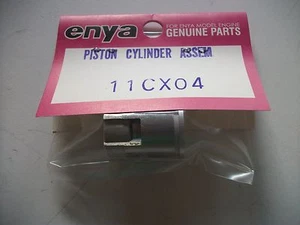 enya
FOR ENYA MODEL ENGINE
GENUINE PARTS
PISTON CYLINDER ASSEM
11CX04